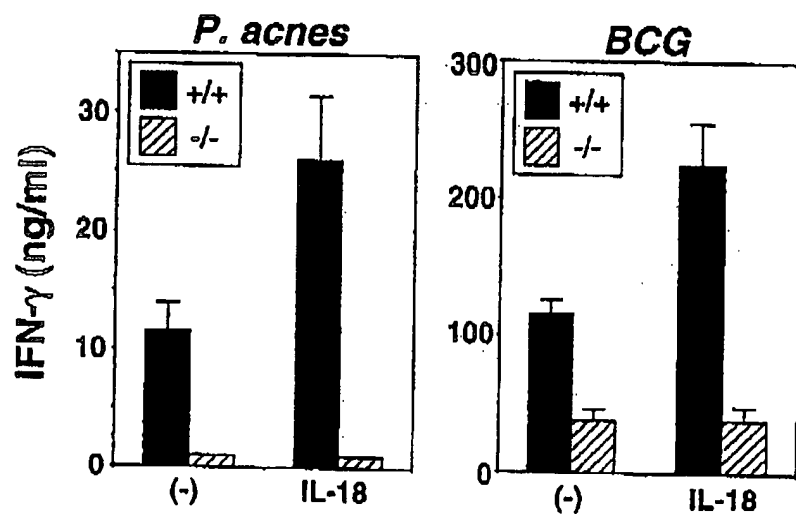 P. acnes
+/+
-/-
IFN-γ (ng/ml)
30
20
10
0
(-)
IL-18
BCG
+/+
-/-
300
200
100
0
(-)
IL-18